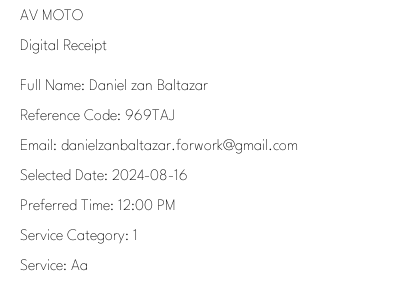 AV MOTO
Digital Receipt
Full Name: Daniel zan Baltazar
Reference Code: 969TAJ
Email: danielzanbaltazar.forwork@gmail.com
Selected Date: 2024-08-16
Preferred Time: 12:00 PM
Service Category: 1
Service: Aa